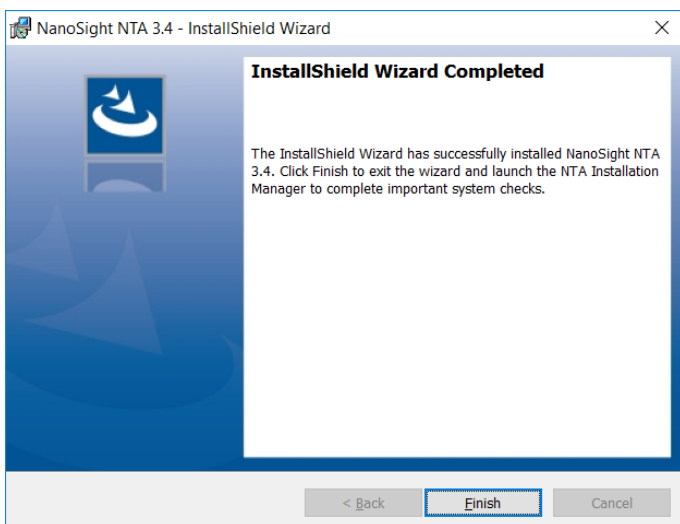 NanoSight NTA 3.4 - InstallShield Wizard
InstallShield Wizard Completed
The InstallShield Wizard has successfully installed NanoSight NTA
3.4. Click Finish to exit the wizard and launch the NTA Installation
Manager to complete important system checks.
< Back Finish Cancel